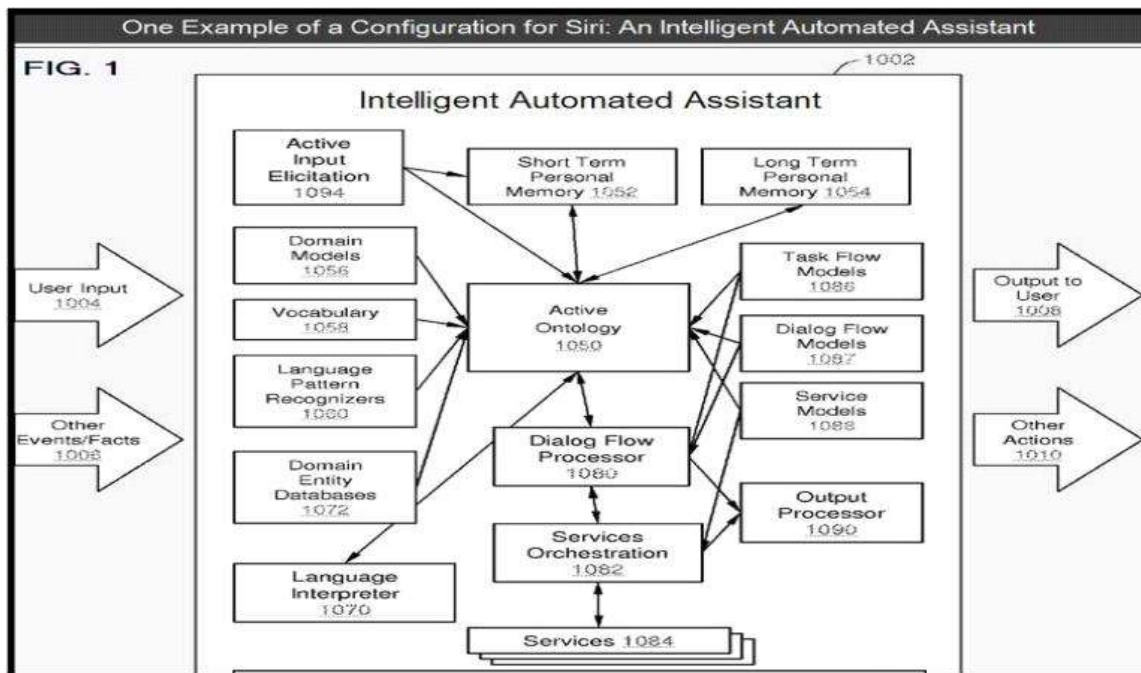 One Example of a Configuration for Siri: An Intelligent Automated Assistant
FIG. 1
1002
Intelligent Automated Assistant
Active
Input
Elicitation
1094
Short Term
Personal
Memory 1052
Long Term
Personal
Memory 1054
User Input
1004
Domain
Models
1056
Vocabulary
1058
Language
Pattern
Recognizers
1060
Active
Ontology
1050
Task Flow
Models
1086
Dialog Flow
Models
1087
Service
Models
1088
Output to
User
1008
Other
Events/Facts
1006
Domain
Entity
Databases
1072
Dialog Flow
Processor
1080
Output
Processor
1090
Other
Actions
1010
Services
Orchestration
1082
Language
Interpreter
1070
Services 1084